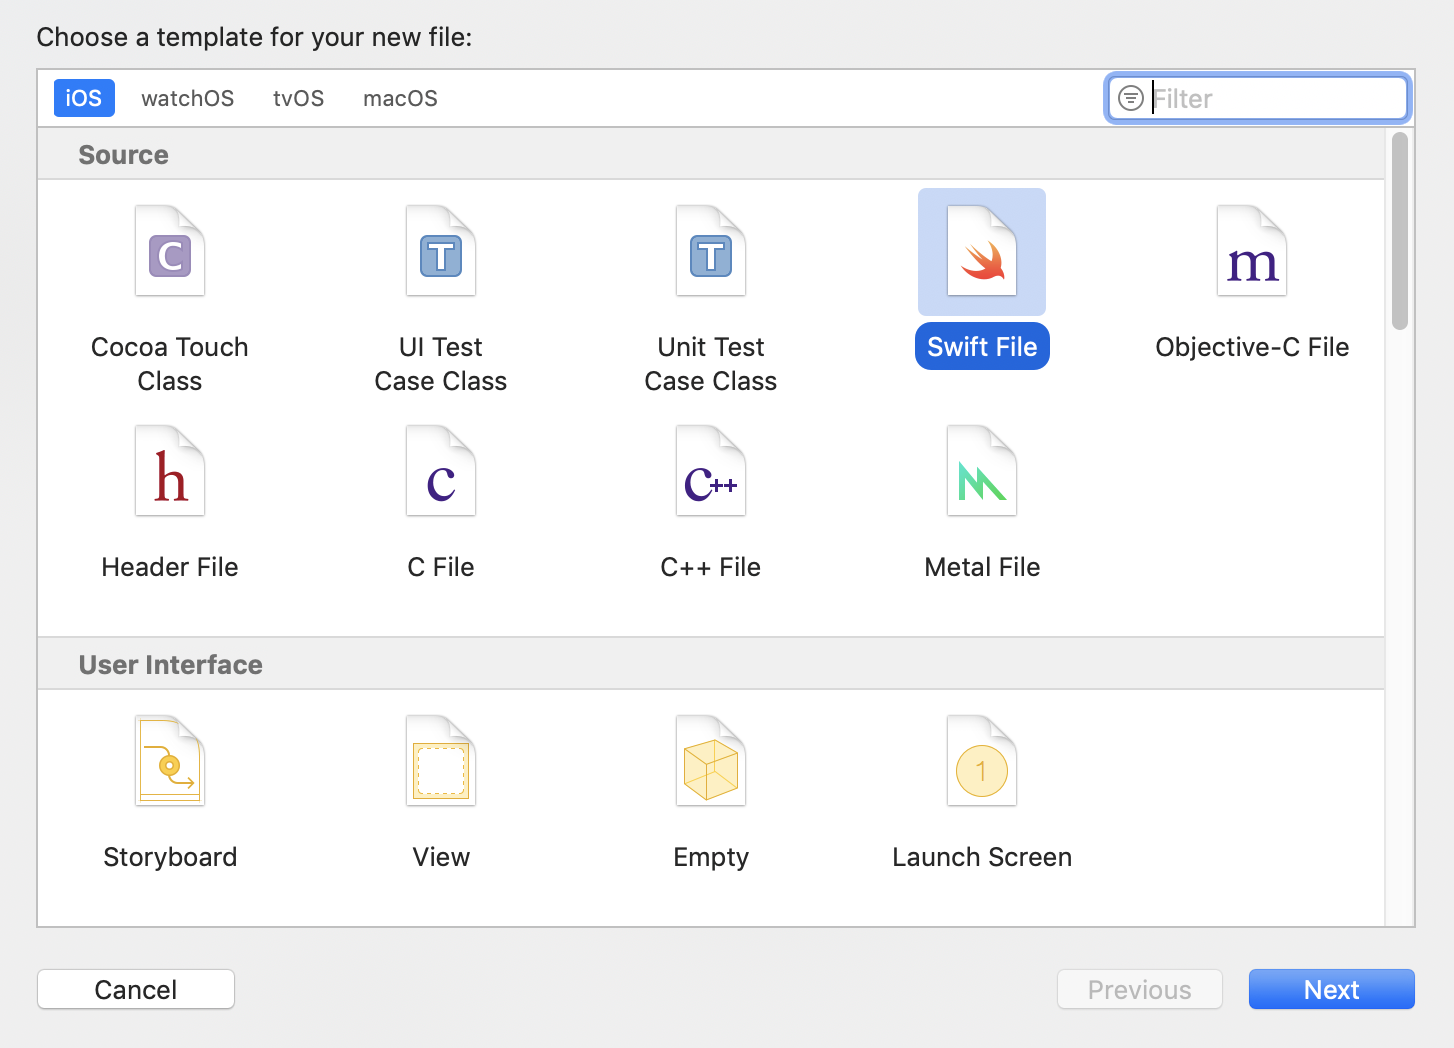 Choose a template for your new file:
iOS watchOS tvOS macOS Filter
Source
C T T m
Cocoa Touch Class
UI Test Case Class
Unit Test Case Class
Swift File
Objective-C File
h c C++
Header File
C File
C++ File
Metal File
User Interface
1
Storyboard
View
Empty
Launch Screen
Cancel Previous Next